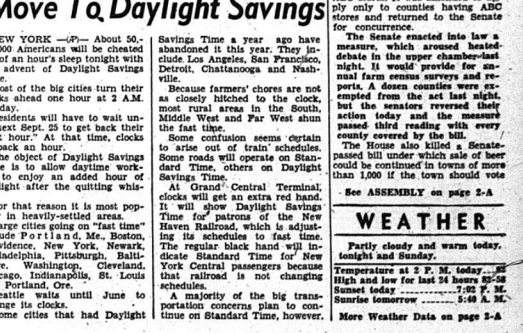 Move To Daylight Savings
EW YORK —(AP)— About 50,-
000 Americans will be cheated
of an hour's sleep tonight with
advent of Daylight Savings
e.
ost of the big cities turn their
ks ahead one hour at 2 A.M.
day.
esidents will have to wait un-
next Sept. 25 to get back their
t hour." At that time, clocks
back an hour.
he object of Daylight Savings
e is to allow daytime work-
to enjoy an added hour of
light after the quitting whis-
or that reason it is most pop-
in heavily-settled areas.
arge cities going on "fast time"
ude Portland, Me., Boston,
vidence, New York, Newark,
adelphia, Pittsburgh, Balti-
e, Washington, Cleveland,
cago, Indianapolis, St. Louis
Portland, Ore.
eattle waits until June to
nge its clocks.
ome cities that had Daylight
Savings Time a year ago have
abandoned it this year. They in-
clude Los Angeles, San Francisco,
Detroit, Chattanooga and Nash-
ville.
Because farmers' chores are not
as closely hitched to the clock,
most rural areas in the South,
Middle West and Far West shun
the fast time.
Some confusion seems certain
to arise out of train schedules.
Some roads will operate on Stan-
dard Time, others on Daylight
Savings Time.
At Grand Central Terminal,
clocks will get an extra red hand.
It will show Daylight Savings
Time for patrons of the New
Haven Railroad, which is adjust-
ing its schedules to fast time.
The regular black hand will in-
dicate Standard Time for New
York Central passengers because
that railroad is not changing
schedules.
A majority of the big trans-
portation concerns plan to con-
tinue on Standard Time, however.
ply only to counties having ABC
stores and returned to the Senate
for concurrence.
The Senate enacted into law a
measure, which aroused heated
debate in the upper chamber last
night. It would provide for an-
nual farm census surveys and re-
ports. A dozen counties were ex-
empted from the act last night,
but the senators reversed their
action today and the measure
passed third reading with every
county covered by the bill.
The House also killed a Senate-
passed bill under which sale of beer
could be continued in towns of more
than 1,000 if the town should vote
See ASSEMBLY on page 2-A
WEATHER
Partly cloudy and warm today,
tonight and Sunday.
Temperature at 2 P. M. today
High and low for last 24 hours 82-58
Sunset today 7:02 P. M.
Sunrise tomorrow 5:40 A. M.
More Weather Data on page 2-A